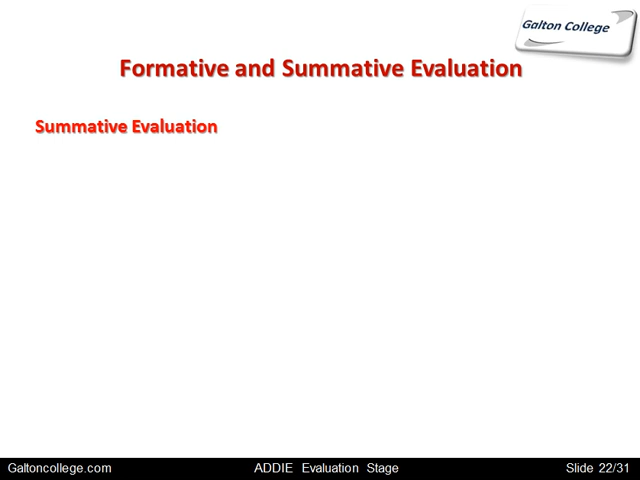 Galton College
Formative and Summative Evaluation
Summative Evaluation
Galtoncollege.com ADDIE Evaluation Stage Slide 22/31